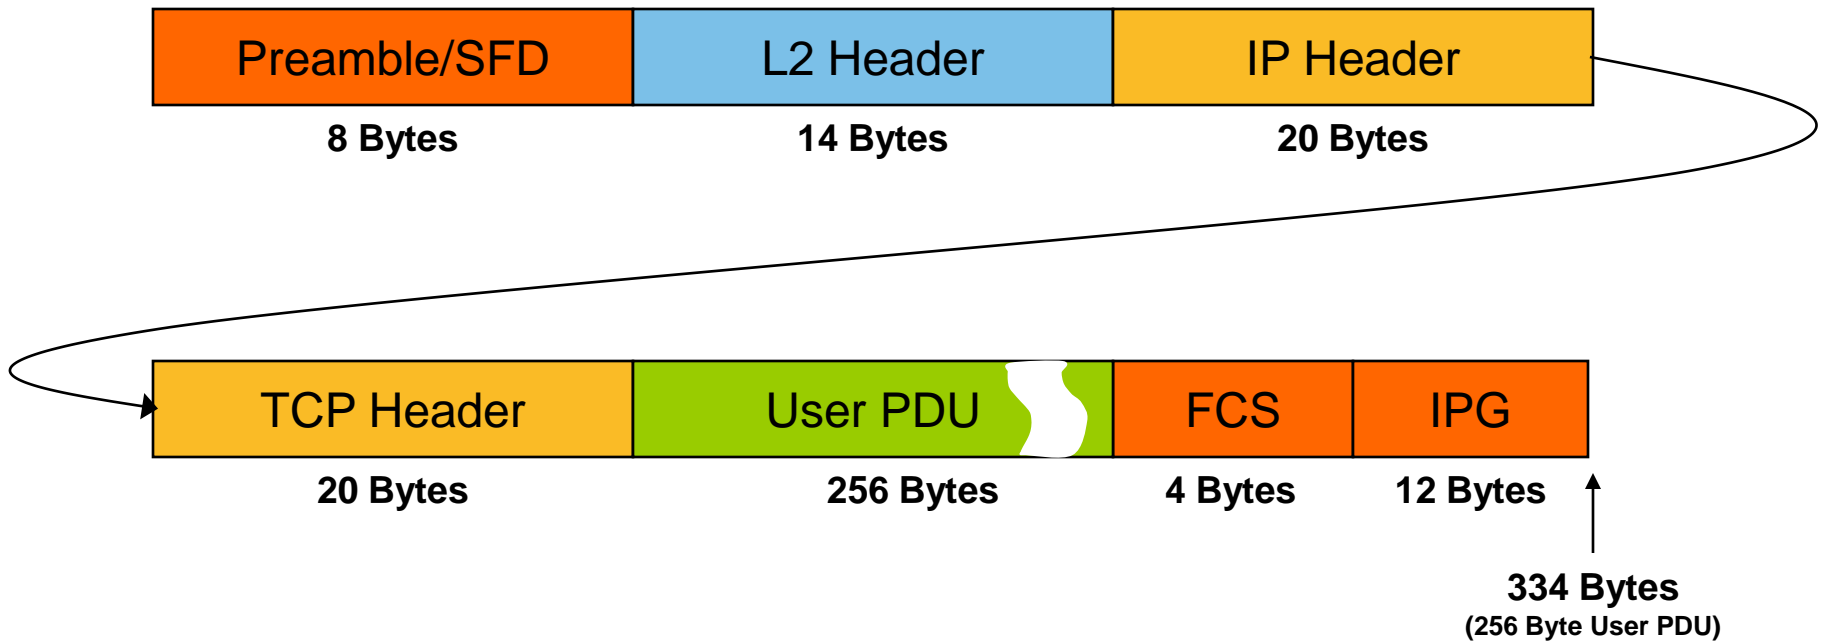 Preamble/SFD L2 Header IP Header
8 Bytes 14 Bytes 20 Bytes
TCP Header User PDU FCS IPG
20 Bytes 256 Bytes 4 Bytes 12 Bytes
334 Bytes
(256 Byte User PDU)